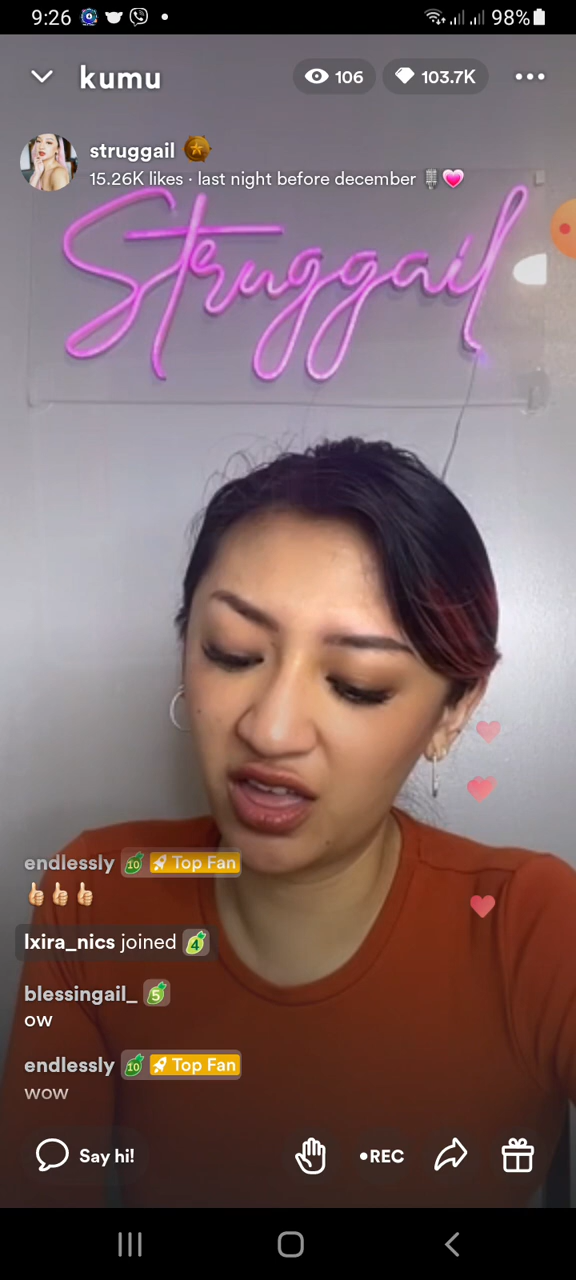 9:26
98%
kumu
106
103.7K
struggail
15.26K likes · last night before december
Struggail
endlessly 10 Top Fan
lxira_nics joined 4
blessingail_ 5
ow
endlessly 10 Top Fan
wow
Say hi!
•REC